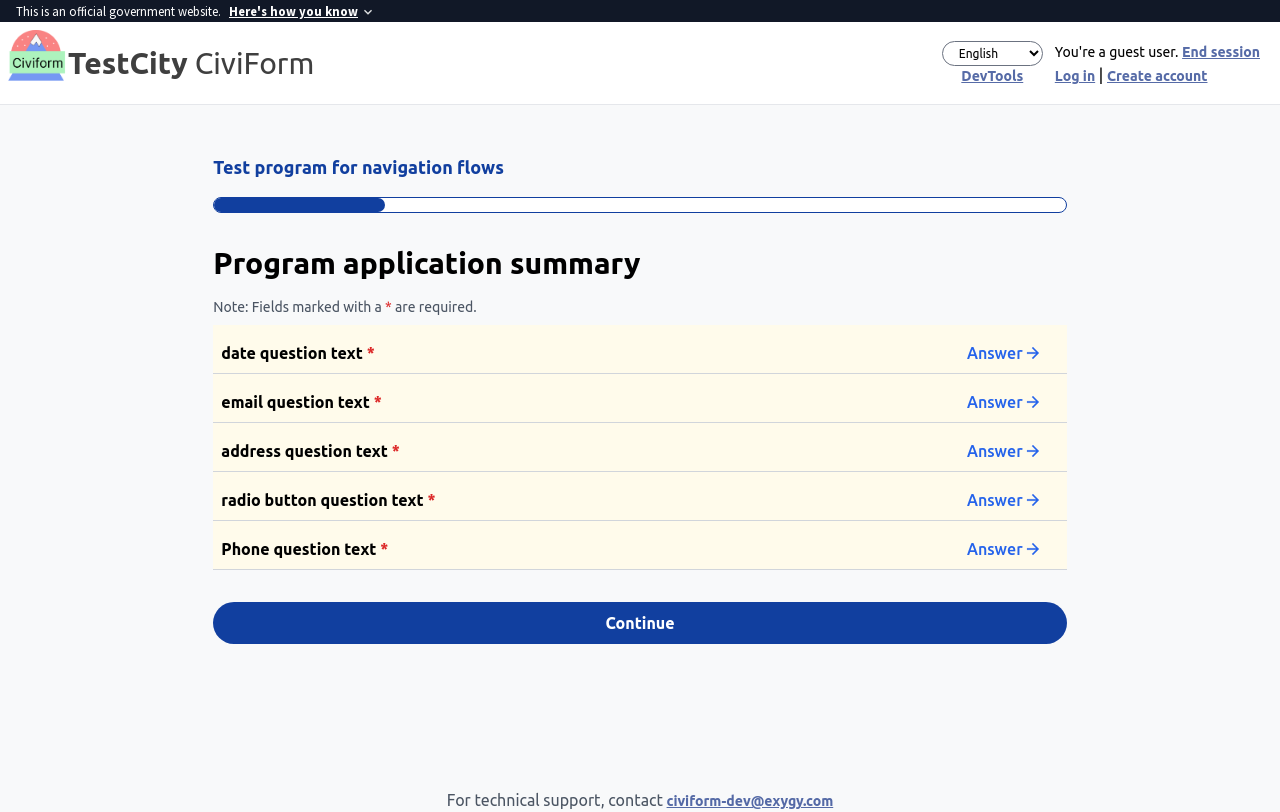 This is an official government website. Here's how you know
Civiform
TestCity CiviForm
English
You're a guest user. End session
DevTools
Log in | Create account
Test program for navigation flows
Program application summary
Note: Fields marked with a * are required.
date question text * Answer
email question text * Answer
address question text * Answer
radio button question text * Answer
Phone question text * Answer
Continue
For technical support, contact civiform-dev@exygy.com